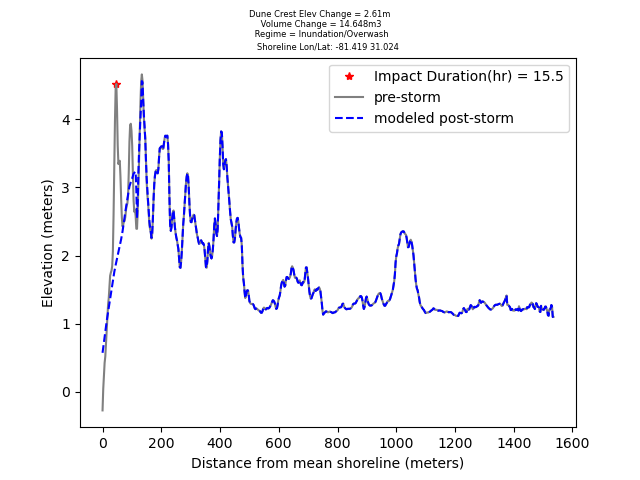 Dune Crest Elev Change = 2.61m
Volume Change = 14.648m3
Regime = Inundation/Overwash
Shoreline Lon/Lat: -81.419 31.024
Impact Duration(hr) = 15.5
pre-storm
modeled post-storm
Elevation (meters)
4
3
2
1
0
0 200 400 600 800 1000 1200 1400 1600
Distance from mean shoreline (meters)